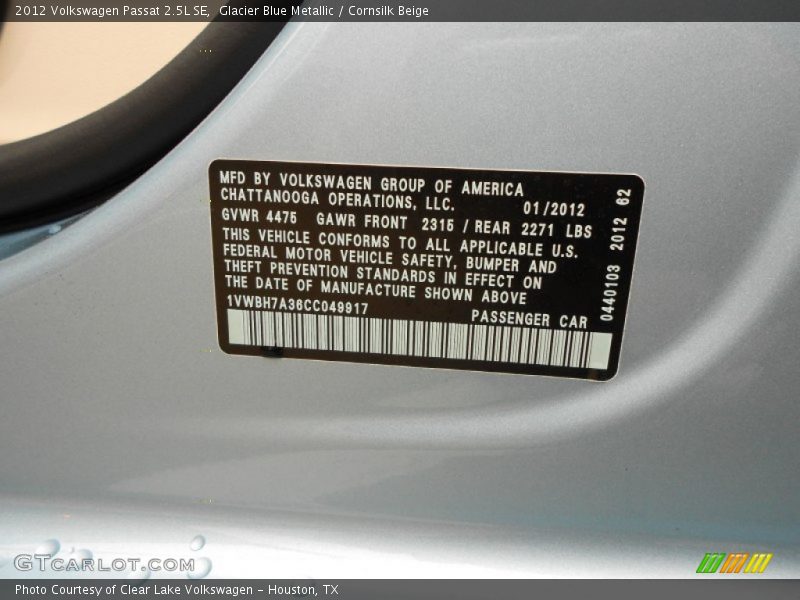 2012 Volkswagen Passat 2.5L SE, Glacier Blue Metallic / Cornsilk Beige
MFD BY VOLKSWAGEN GROUP OF AMERICA
CHATTANOOGA OPERATIONS, LLC. 01/2012
GVWR 4475 GAWR FRONT 2315 / REAR 2271 LBS
THIS VEHICLE CONFORMS TO ALL APPLICABLE U.S.
FEDERAL MOTOR VEHICLE SAFETY, BUMPER AND
THEFT PREVENTION STANDARDS IN EFFECT ON
THE DATE OF MANUFACTURE SHOWN ABOVE
1VWBH7A36CC049917 PASSENGER CAR
0440103 2012 62
GTCARLOT.COM
Photo Courtesy of Clear Lake Volkswagen - Houston, TX